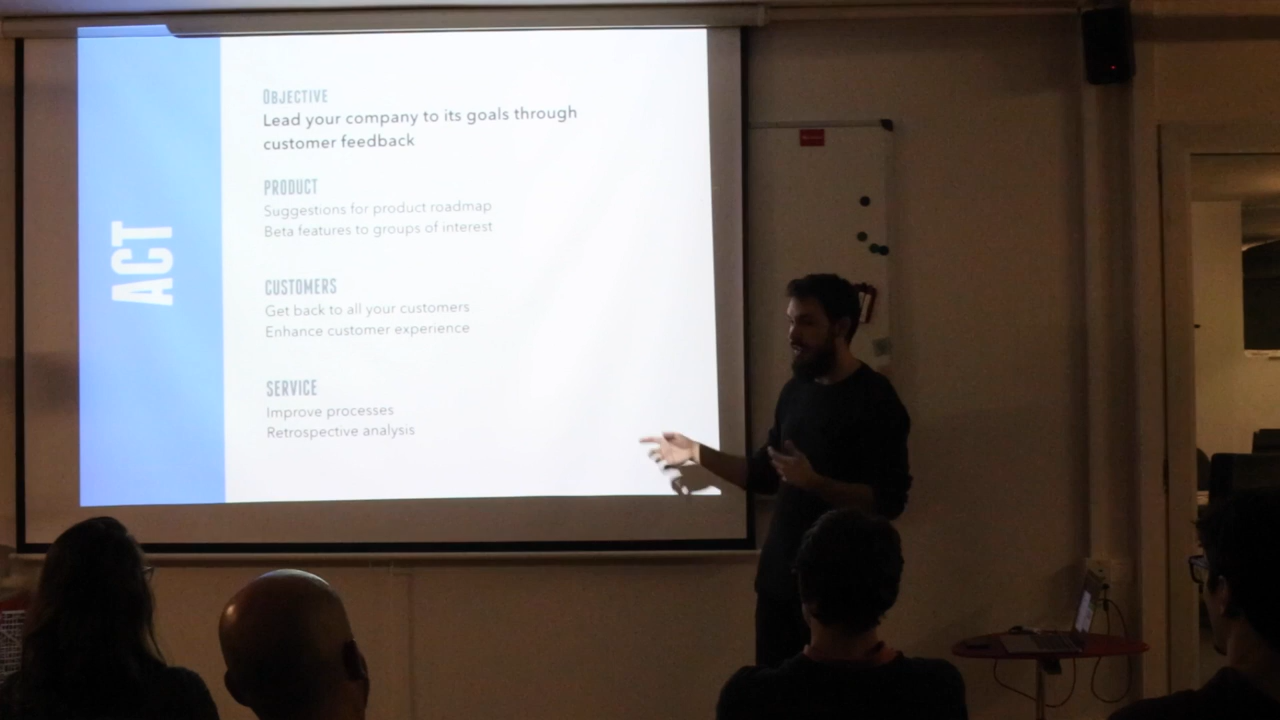 ACT
OBJECTIVE
Lead your company to its goals through
customer feedback
PRODUCT
Suggestions for product roadmap
Beta features to groups of interest
CUSTOMERS
Get back to all your customers
Enhance customer experience
SERVICE
Improve processes
Retrospective analysis